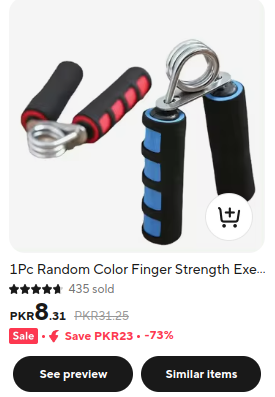 1Pc Random Color Finger Strength Exe...
435 sold
PKR8.31 PKR31.25
Sale • Save PKR23 • -73%
See preview Similar items